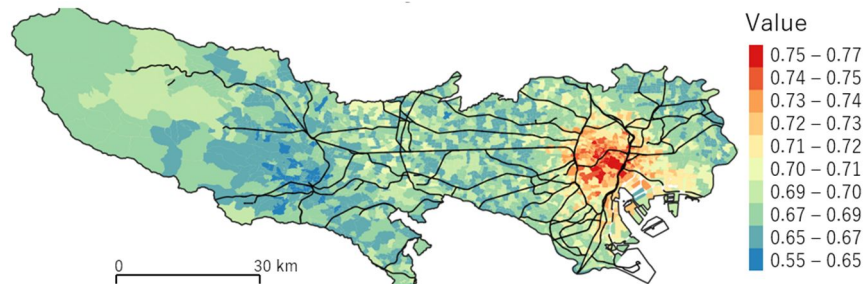 Value
0.75 – 0.77
0.74 – 0.75
0.73 – 0.74
0.72 – 0.73
0.71 – 0.72
0.70 – 0.71
0.69 – 0.70
0.67 – 0.69
0.65 – 0.67
0.55 – 0.65
0 30 km